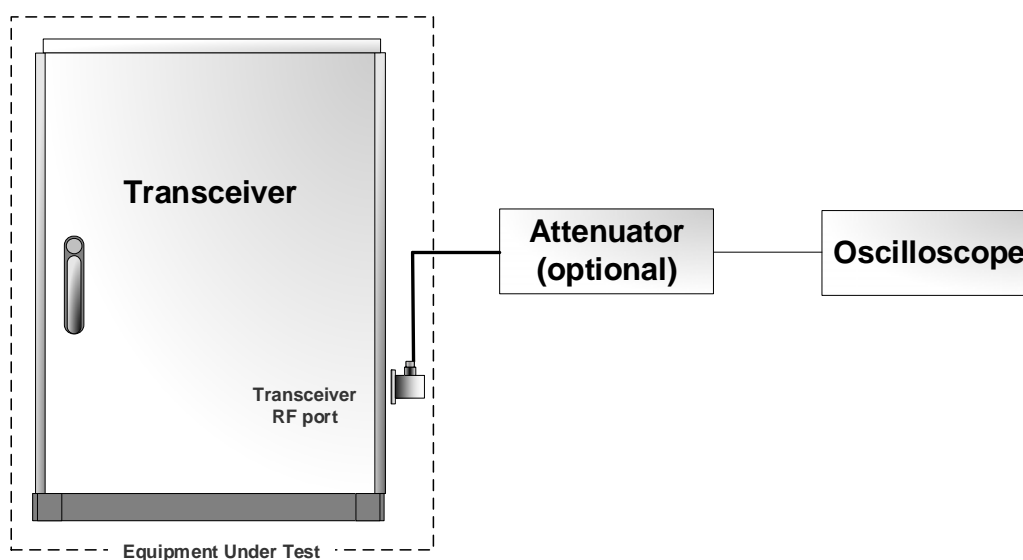 Transceiver
Attenuator
(optional)
Oscilloscope
Transceiver
RF port
Equipment Under Test